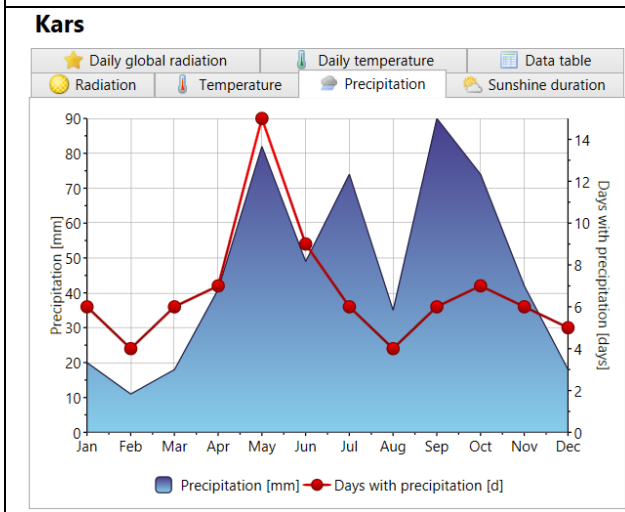 Kars
Daily global radiation Daily temperature Data table
Radiation Temperature Precipitation Sunshine duration
90
80
70
60
50
40
30
20
10
0
Precipitation [mm]
14
12
10
8
6
4
2
0
Days with precipitation [days]
Jan Feb Mar Apr May Jun Jul Aug Sep Oct Nov Dec
Precipitation [mm] Days with precipitation [d]